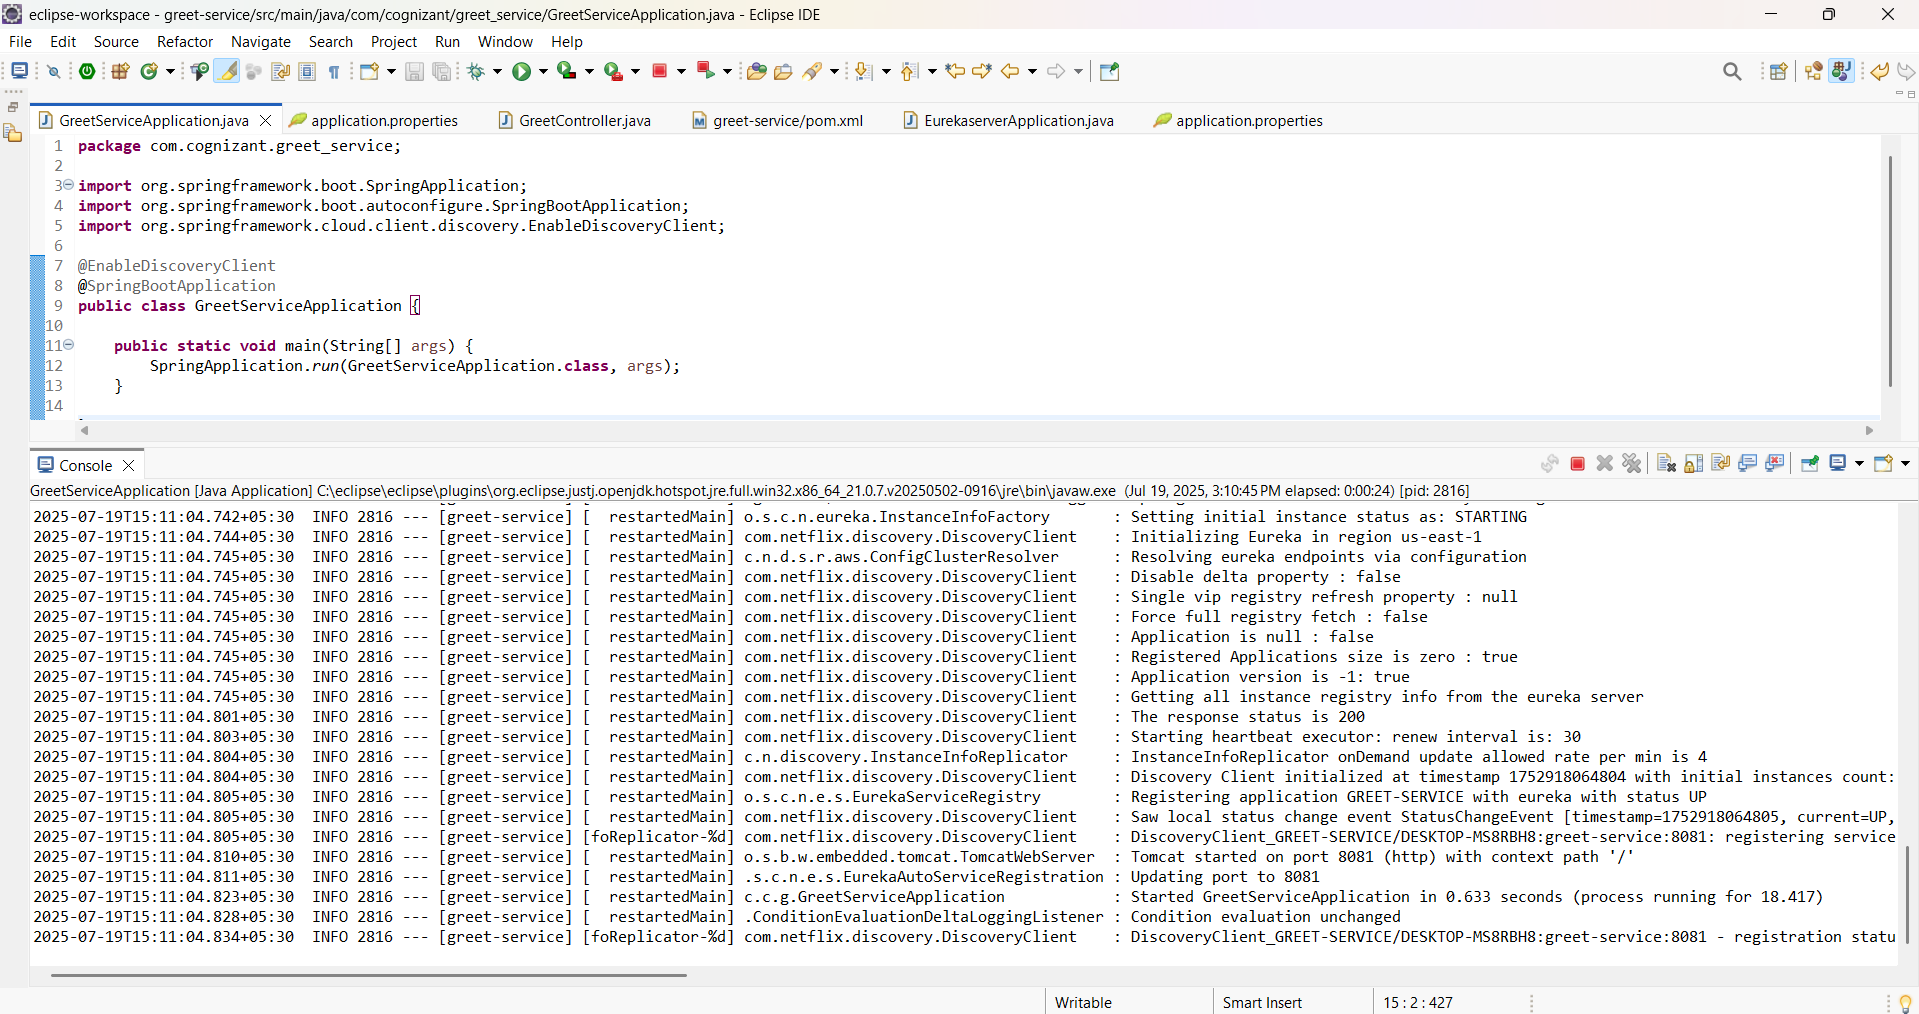 eclipse-workspace - greet-service/src/main/java/com/cognizant/greet_service/GreetServiceApplication.java - Eclipse IDE
File Edit Source Refactor Navigate Search Project Run Window Help
GreetServiceApplication.java application.properties GreetController.java greet-service/pom.xml EurekaserverApplication.java application.properties
1 package com.cognizant.greet_service;
2
3 import org.springframework.boot.SpringApplication;
4 import org.springframework.boot.autoconfigure.SpringBootApplication;
5 import org.springframework.cloud.client.discovery.EnableDiscoveryClient;
6
7 @EnableDiscoveryClient
8 @SpringBootApplication
9 public class GreetServiceApplication {
10
11 public static void main(String[] args) {
12 SpringApplication.run(GreetServiceApplication.class, args);
13 }
14
Console
GreetServiceApplication [Java Application] C:\eclipse\eclipse\plugins\org.eclipse.justj.openjdk.hotspot.jre.full.win32.x86_64_21.0.7.v20250502-0916\jre\bin\javaw.exe (Jul 19, 2025, 3:10:45 PM elapsed: 0:00:24) [pid: 2816]
2025-07-19T15:11:04.742+05:30 INFO 2816 --- [greet-service] [ restartedMain] o.s.c.n.eureka.InstanceInfoFactory : Setting initial instance status as: STARTING
2025-07-19T15:11:04.744+05:30 INFO 2816 --- [greet-service] [ restartedMain] com.netflix.discovery.DiscoveryClient : Initializing Eureka in region us-east-1
2025-07-19T15:11:04.745+05:30 INFO 2816 --- [greet-service] [ restartedMain] c.n.d.s.r.aws.ConfigClusterResolver : Resolving eureka endpoints via configuration
2025-07-19T15:11:04.745+05:30 INFO 2816 --- [greet-service] [ restartedMain] com.netflix.discovery.DiscoveryClient : Disable delta property : false
2025-07-19T15:11:04.745+05:30 INFO 2816 --- [greet-service] [ restartedMain] com.netflix.discovery.DiscoveryClient : Single vip registry refresh property : null
2025-07-19T15:11:04.745+05:30 INFO 2816 --- [greet-service] [ restartedMain] com.netflix.discovery.DiscoveryClient : Force full registry fetch : false
2025-07-19T15:11:04.745+05:30 INFO 2816 --- [greet-service] [ restartedMain] com.netflix.discovery.DiscoveryClient : Application is null : false
2025-07-19T15:11:04.745+05:30 INFO 2816 --- [greet-service] [ restartedMain] com.netflix.discovery.DiscoveryClient : Registered Applications size is zero : true
2025-07-19T15:11:04.745+05:30 INFO 2816 --- [greet-service] [ restartedMain] com.netflix.discovery.DiscoveryClient : Application version is -1: true
2025-07-19T15:11:04.745+05:30 INFO 2816 --- [greet-service] [ restartedMain] com.netflix.discovery.DiscoveryClient : Getting all instance registry info from the eureka server
2025-07-19T15:11:04.801+05:30 INFO 2816 --- [greet-service] [ restartedMain] com.netflix.discovery.DiscoveryClient : The response status is 200
2025-07-19T15:11:04.803+05:30 INFO 2816 --- [greet-service] [ restartedMain] com.netflix.discovery.DiscoveryClient : Starting heartbeat executor: renew interval is: 30
2025-07-19T15:11:04.804+05:30 INFO 2816 --- [greet-service] [ restartedMain] c.n.discovery.InstanceInfoReplicator : InstanceInfoReplicator onDemand update allowed rate per min is 4
2025-07-19T15:11:04.804+05:30 INFO 2816 --- [greet-service] [ restartedMain] com.netflix.discovery.DiscoveryClient : Discovery Client initialized at timestamp 1752918064804 with initial instances count:
2025-07-19T15:11:04.805+05:30 INFO 2816 --- [greet-service] [ restartedMain] o.s.c.n.e.s.EurekaServiceRegistry : Registering application GREET-SERVICE with eureka with status UP
2025-07-19T15:11:04.805+05:30 INFO 2816 --- [greet-service] [ restartedMain] com.netflix.discovery.DiscoveryClient : Saw local status change event StatusChangeEvent [timestamp=1752918064805, current=UP,
2025-07-19T15:11:04.805+05:30 INFO 2816 --- [greet-service] [foReplicator-%d] com.netflix.discovery.DiscoveryClient : DiscoveryClient_GREET-SERVICE/DESKTOP-MS8RBH8:greet-service:8081: registering service
2025-07-19T15:11:04.810+05:30 INFO 2816 --- [greet-service] [ restartedMain] o.s.b.w.embedded.tomcat.TomcatWebServer : Tomcat started on port 8081 (http) with context path '/'
2025-07-19T15:11:04.811+05:30 INFO 2816 --- [greet-service] [ restartedMain] .s.c.n.e.s.EurekaAutoServiceRegistration : Updating port to 8081
2025-07-19T15:11:04.823+05:30 INFO 2816 --- [greet-service] [ restartedMain] c.c.g.GreetServiceApplication : Started GreetServiceApplication in 0.633 seconds (process running for 18.417)
2025-07-19T15:11:04.828+05:30 INFO 2816 --- [greet-service] [ restartedMain] .ConditionEvaluationDeltaLoggingListener : Condition evaluation unchanged
2025-07-19T15:11:04.834+05:30 INFO 2816 --- [greet-service] [foReplicator-%d] com.netflix.discovery.DiscoveryClient : DiscoveryClient_GREET-SERVICE/DESKTOP-MS8RBH8:greet-service:8081 - registration statu
Writable Smart Insert 15 : 2 : 427